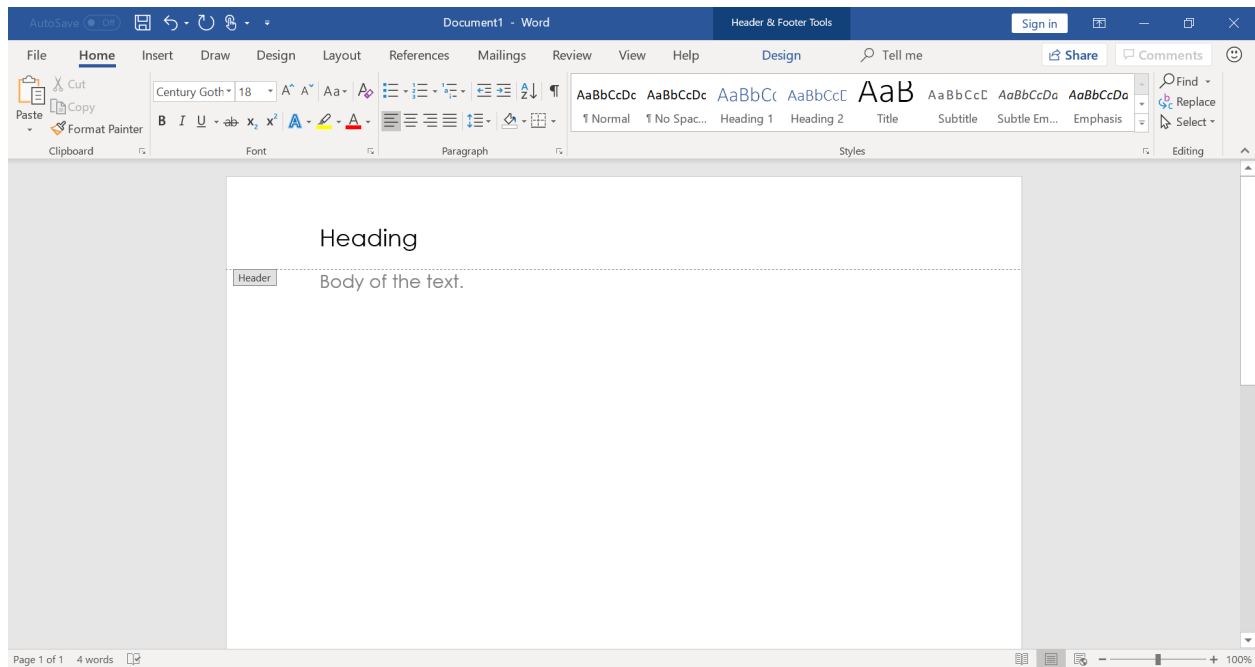 AutoSave Off Document1 - Word Header & Footer Tools Sign in
File Home Insert Draw Design Layout References Mailings Review View Help Design Tell me Share Comments
Paste
Cut
Copy
Format Painter
Clipboard
Century Goth 18 A^ A˅ Aa
B I U ab x₂ x² A A
Font
Paragraph
AaBbCcDc AaBbCcDc AaBbCc AaBbCcC AaB AaBbCcC AaBbCcDa AaBbCcDa
¶ Normal ¶ No Spac... Heading 1 Heading 2 Title Subtitle Subtle Em... Emphasis
Styles
Find
Replace
Select
Editing
Heading
Header
Body of the text.
Page 1 of 1 4 words 100%